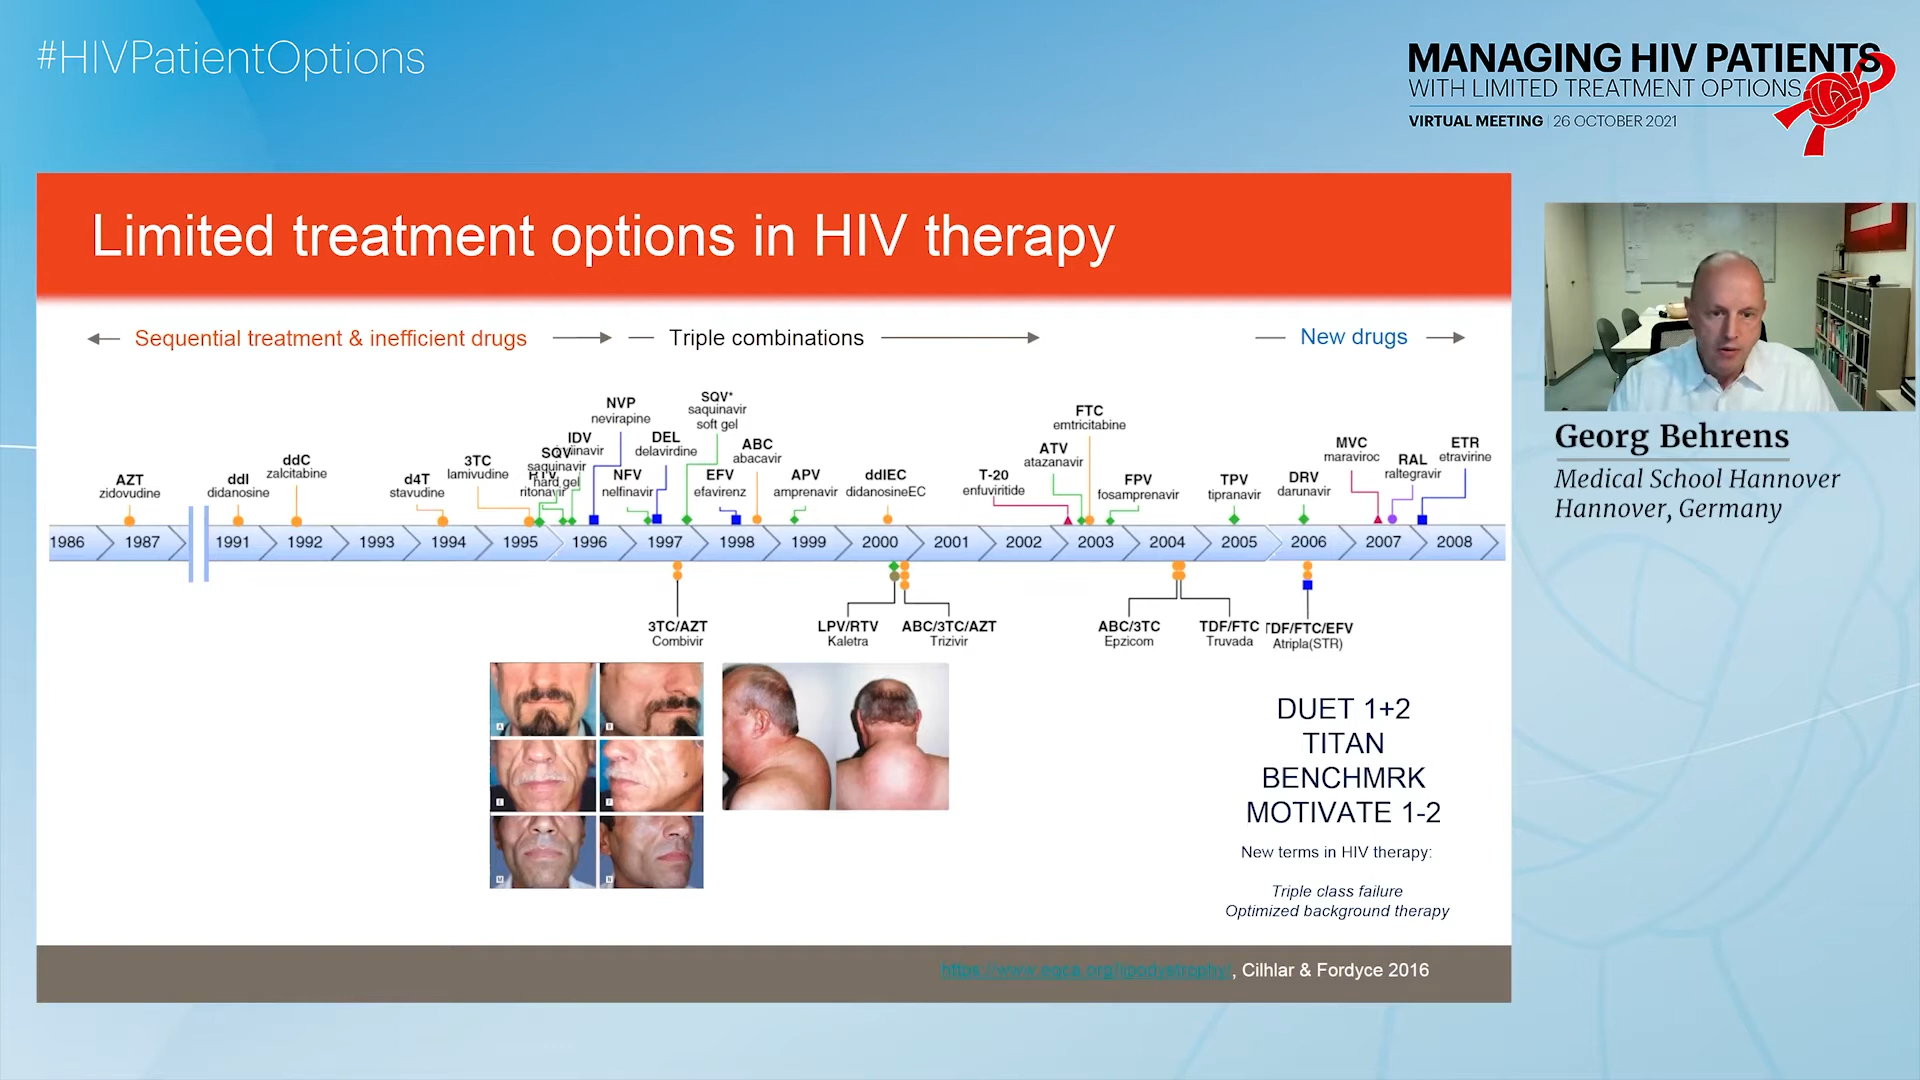 #HIVPatientOptions
MANAGING HIV PATIENTS
WITH LIMITED TREATMENT OPTIONS
VIRTUAL MEETING | 26 OCTOBER 2021
Limited treatment options in HIV therapy
Sequential treatment & inefficient drugs
Triple combinations
New drugs
AZT
zidovudine
ddI
didanosine
ddC
zalcitabine
d4T
stavudine
3TC
lamivudine
RTV
ritonavir
SQV
saquinavir
hard gel
IDV
NVP
nevirapine
NFV
nelfinavir
DEL
delavirdine
SQV*
saquinavir
soft gel
EFV
efavirenz
ABC
abacavir
APV
amprenavir
ddIEC
didanosineEC
T-20
enfuviritide
ATV
atazanavir
FTC
emtricitabine
FPV
fosamprenavir
TPV
tipranavir
DRV
darunavir
MVC
maraviroc
RAL
raltegravir
ETR
etravirine
1986 1987 1991 1992 1993 1994 1995 1996 1997 1998 1999 2000 2001 2002 2003 2004 2005 2006 2007 2008
3TC/AZT
Combivir
LPV/RTV
Kaletra
ABC/3TC/AZT
Trizivir
ABC/3TC
Epzicom
TDF/FTC
Truvada
TDF/FTC/EFV
Atripla(STR)
DUET 1+2
TITAN
BENCHMRK
MOTIVATE 1-2
New terms in HIV therapy:
Triple class failure
Optimized background therapy
, Cilhlar & Fordyce 2016
Georg Behrens
Medical School Hannover
Hannover, Germany